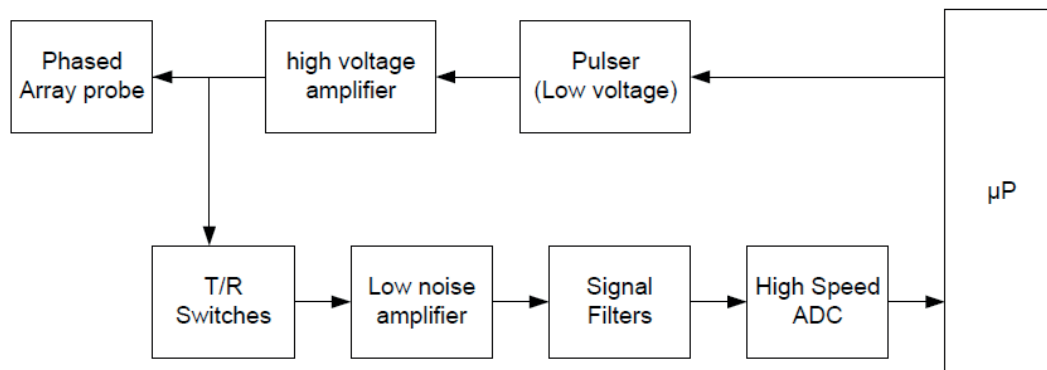 Phased
Array probe
high voltage
amplifier
Pulser
(Low voltage)
μP
T/R
Switches
Low noise
amplifier
Signal
Filters
High Speed
ADC